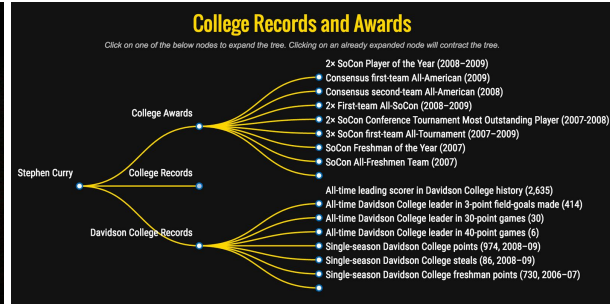 College Records and Awards
Click on one of the below nodes to expand the tree. Clicking on an already expanded node will contract the tree.
Stephen Curry
College Awards
2× SoCon Player of the Year (2008–2009)
Consensus first-team All-American (2009)
Consensus second-team All-American (2008)
2× First-team All-SoCon (2008–2009)
2× SoCon Conference Tournament Most Outstanding Player (2007-2008)
3× SoCon first-team All-Tournament (2007–2009)
SoCon Freshman of the Year (2007)
SoCon All-Freshmen Team (2007)
College Records
Davidson College Records
All-time leading scorer in Davidson College history (2,635)
All-time Davidson College leader in 3-point field-goals made (414)
All-time Davidson College leader in 30-point games (30)
All-time Davidson College leader in 40-point games (6)
Single-season Davidson College points (974, 2008–09)
Single-season Davidson College steals (86, 2008–09)
Single-season Davidson College freshman points (730, 2006–07)